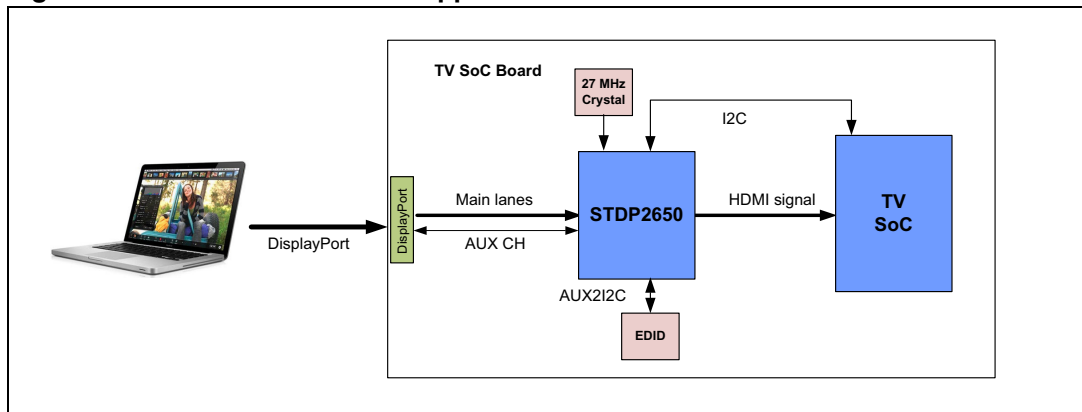 TV SoC Board
27 MHz
Crystal
I2C
DisplayPort
Main lanes
AUX CH
STDP2650
HDMI signal
TV
SoC
DisplayPort
AUX2I2C
EDID